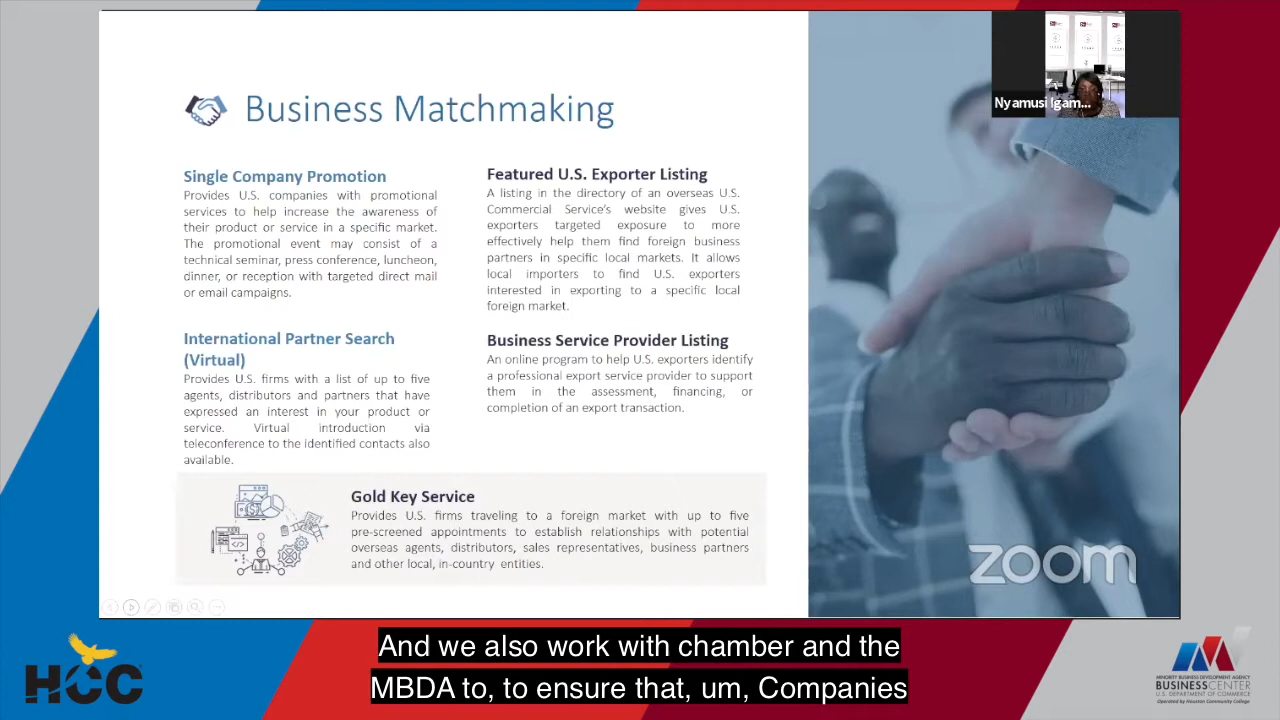 Business Matchmaking
Single Company Promotion
Provides U.S. companies with promotional
services to help increase the awareness of
their product or service in a specific market.
The promotional event may consist of a
technical seminar, press conference, luncheon,
dinner, or reception with targeted direct mail
or email campaigns.
International Partner Search
(Virtual)
Provides U.S. firms with a list of up to five
agents, distributors and partners that have
expressed an interest in your product or
service. Virtual introduction via
teleconference to the identified contacts also
available.
Featured U.S. Exporter Listing
A listing in the directory of an overseas U.S.
Commercial Service's website gives U.S.
exporters targeted exposure to more
effectively help them find foreign business
partners in specific local markets. It allows
local importers to find U.S. exporters
interested in exporting to a specific local
foreign market.
Business Service Provider Listing
An online program to help U.S. exporters identify
a professional export service provider to support
them in the assessment, financing, or
completion of an export transaction.
Gold Key Service
Provides U.S. firms traveling to a foreign market with up to five
pre-screened appointments to establish relationships with potential
overseas agents, distributors, sales representatives, business partners
and other local, in-country entities.
Nyamusi Igam...
zoom
And we also work with chamber and the
MBDA to, to ensure that, um, Companies
HCC
MINORITY BUSINESS DEVELOPMENT AGENCY
BUSINESS CENTER
U.S. DEPARTMENT OF COMMERCE
Operated by Houston Community College